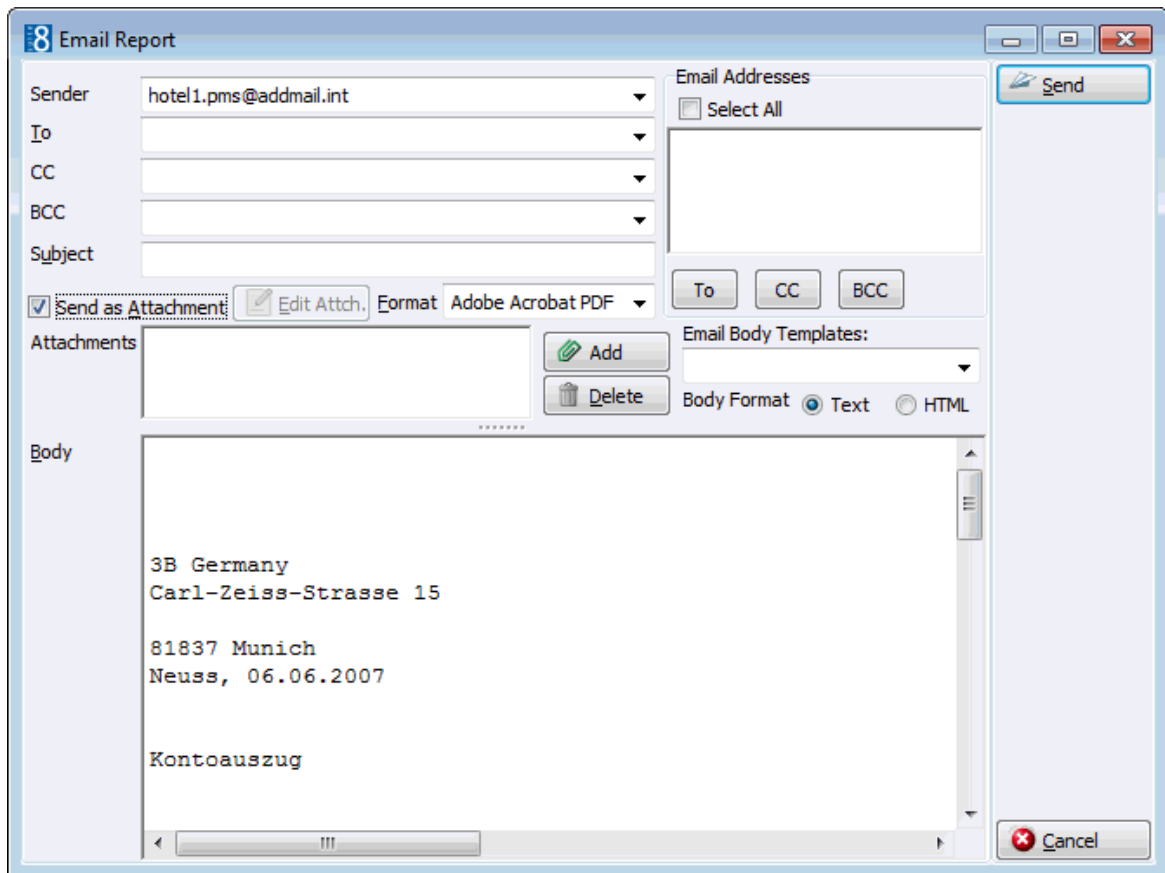 8 Email Report
Sender hotel1.pms@addmail.int
To
CC
BCC
Subject
Send as Attachment Edit Attch. Format Adobe Acrobat PDF
Attachments
Add
Delete
Email Addresses
Select All
To CC BCC
Email Body Templates:
Body Format Text HTML
Body
3B Germany
Carl-Zeiss-Strasse 15
81837 Munich
Neuss, 06.06.2007
Kontoauszug
Send
Cancel